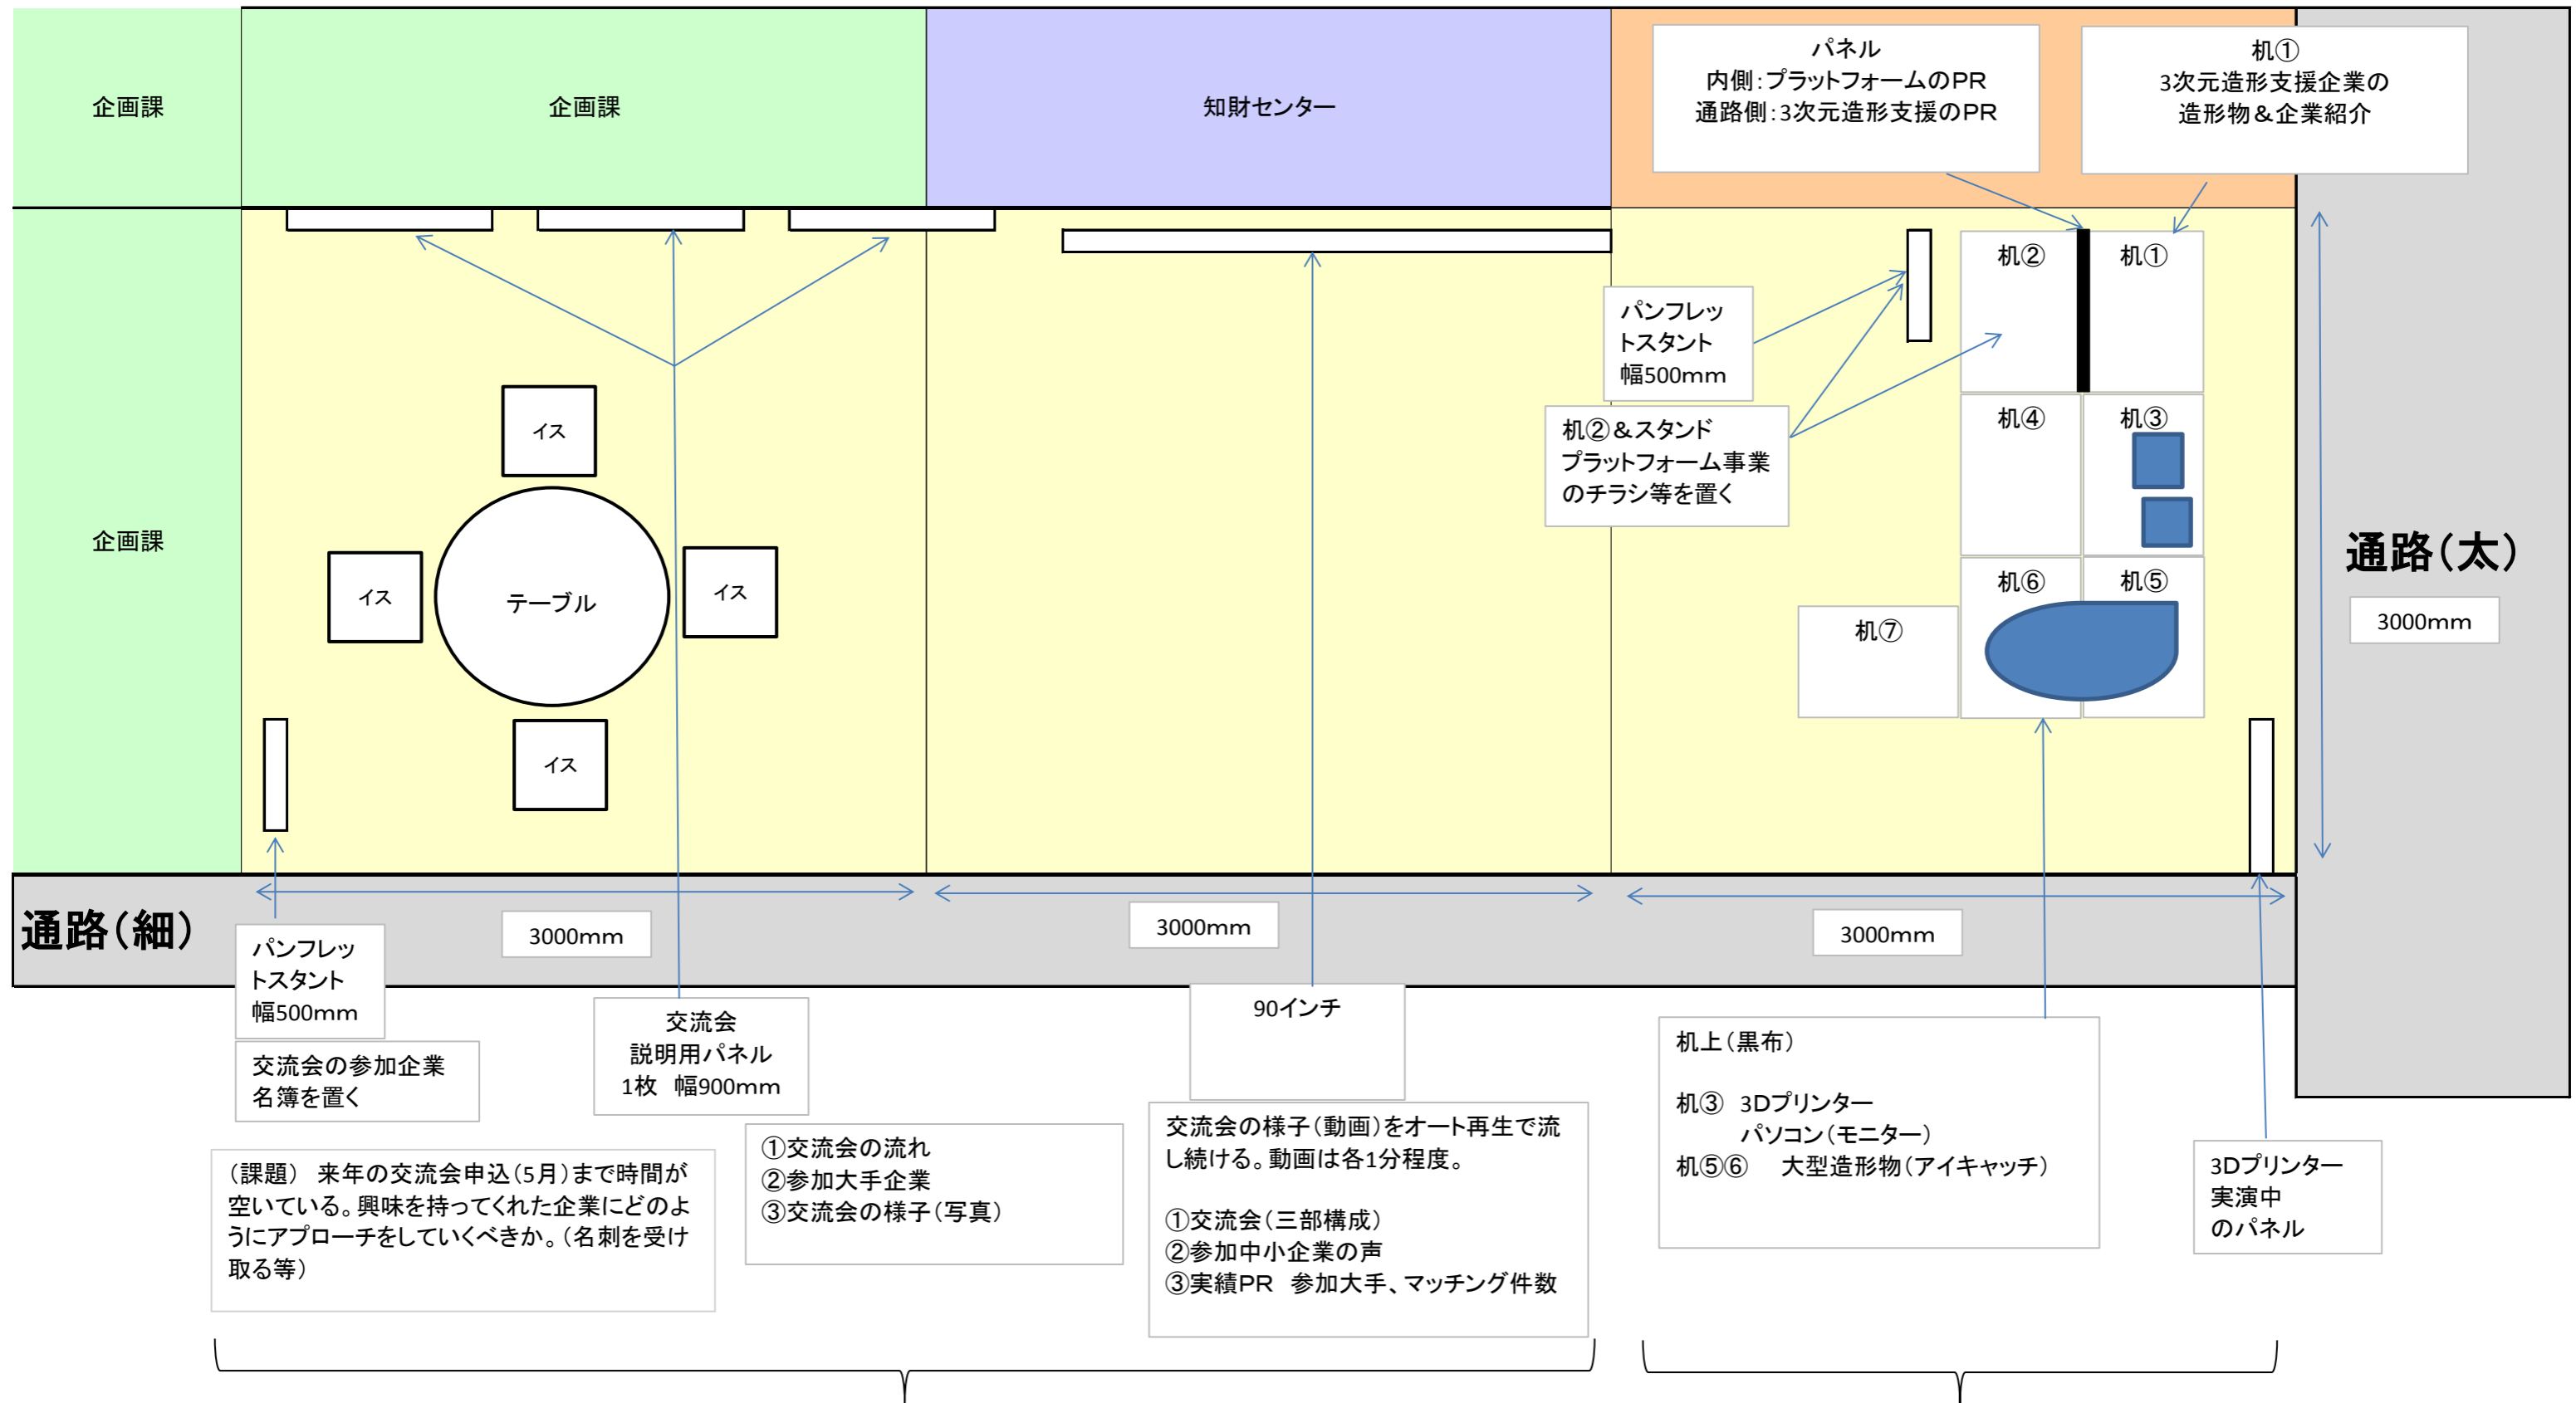 企画課
企画課
知財センター
パネル
内側：プラットフォームのPR
通路側：3次元造形支援のPR
机①
3次元造形支援企業の
造形物＆企業紹介
企画課
机②
机①
パンフレッ
トスタント
幅500mm
机②＆スタンド
プラットフォーム事業
のチラシ等を置く
机④
机③
イス
イス
テーブル
イス
イス
机⑥
机⑤
机⑦
通路（太）
3000mm
通路（細）
3000mm
3000mm
3000mm
パンフレッ
トスタント
幅500mm
交流会の参加企業
名簿を置く
交流会
説明用パネル
1枚　幅900mm
90インチ
（課題）　来年の交流会申込（5月）まで時間が
空いている。興味を持ってくれた企業にどのよ
うにアプローチをしていくべきか。（名刺を受け
取る等）
①交流会の流れ
②参加大手企業
③交流会の様子（写真）
交流会の様子（動画）をオート再生で流
し続ける。動画は各1分程度。
①交流会（三部構成）
②参加中小企業の声
③実績PR　参加大手、マッチング件数
机上（黒布）
机③　3Dプリンター
パソコン（モニター）
机⑤⑥　大型造形物（アイキャッチ）
3Dプリンター
実演中
のパネル